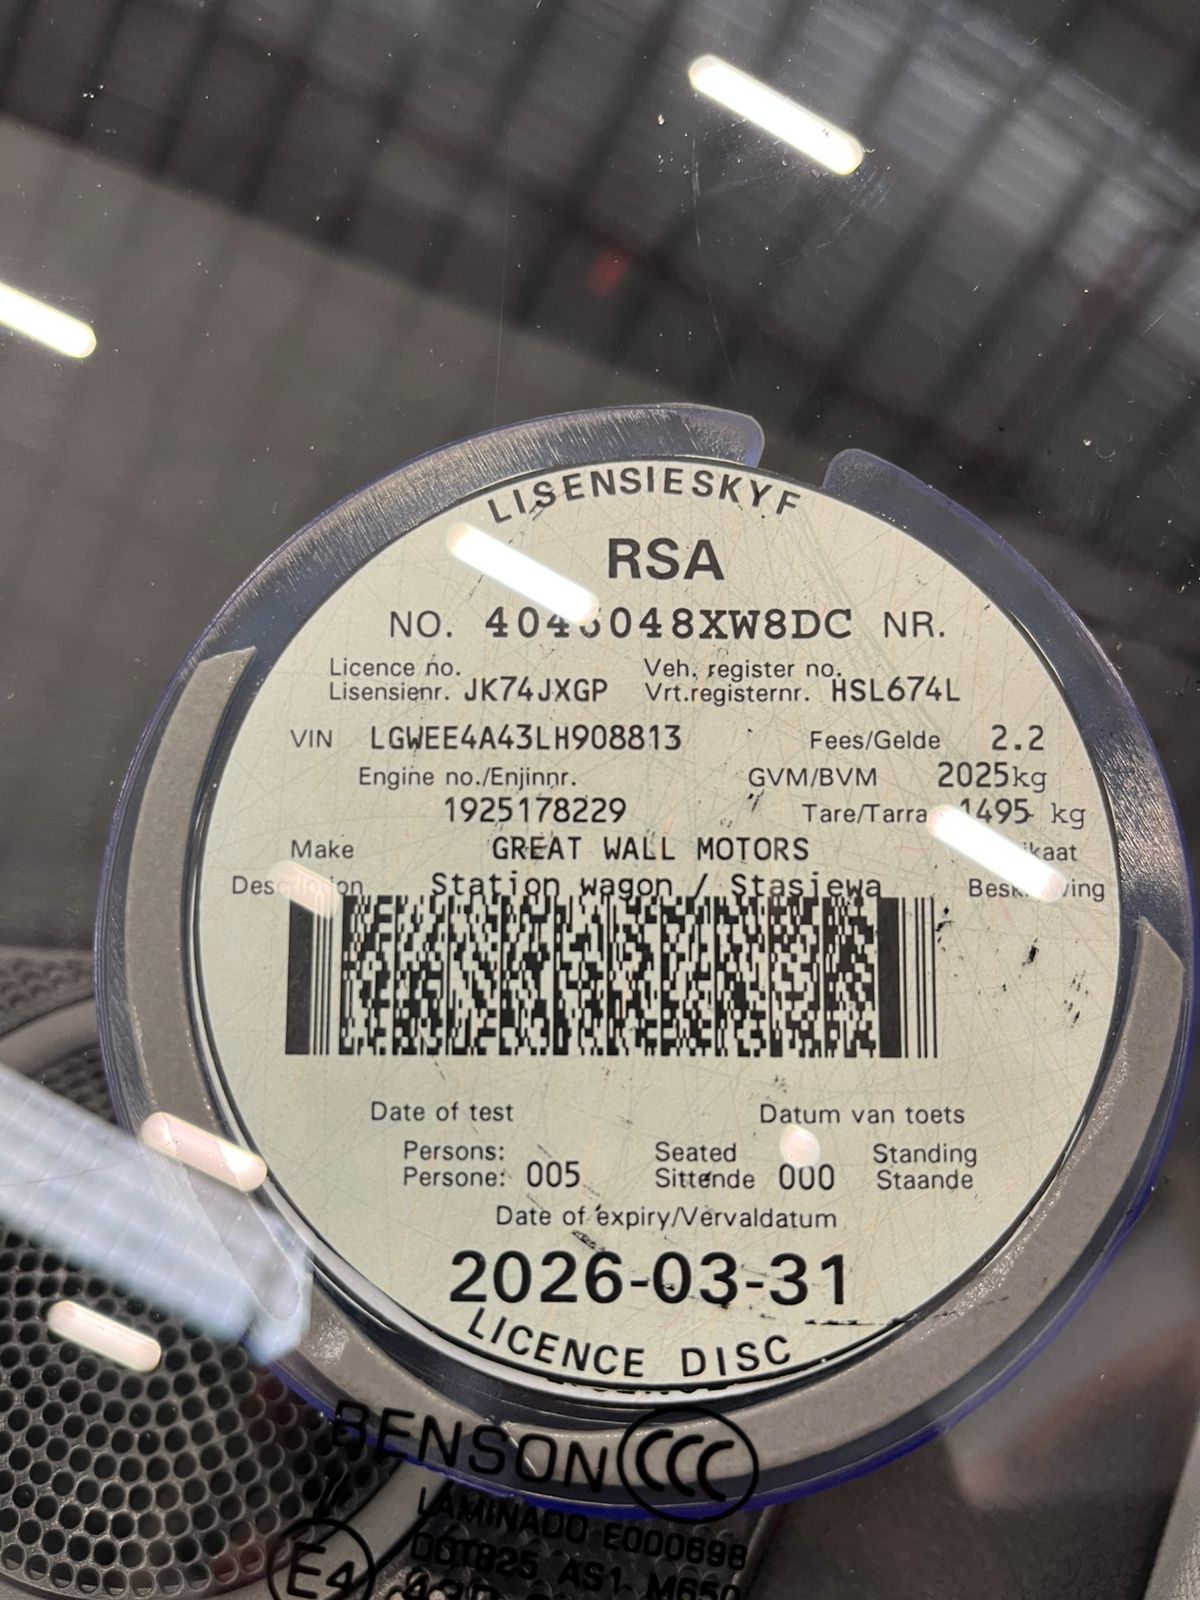 LISENSIESKYF
RSA
NO. 4046048XW8DC NR.
Licence no. Veh. register no.
Lisensienr. JK74JXGP Vrt.registernr. HSL674L
VIN LGWEE4A43LH908813 Fees/Gelde 2.2
Engine no./Enjinnr. GVM/BVM 2025kg
1925178229 Tare/Tarra 1495 kg
Make GREAT WALL MOTORS
Description Station wagon / Stasiewa
Date of test Datum van toets
Persons: Seated Standing
Persone: 005 Sittende 000 Staande
Date of expiry/Vervaldatum
2026-03-31
LICENCE DISC
BENSON CCC
LAMINADO E000698
E4 AS1 M650